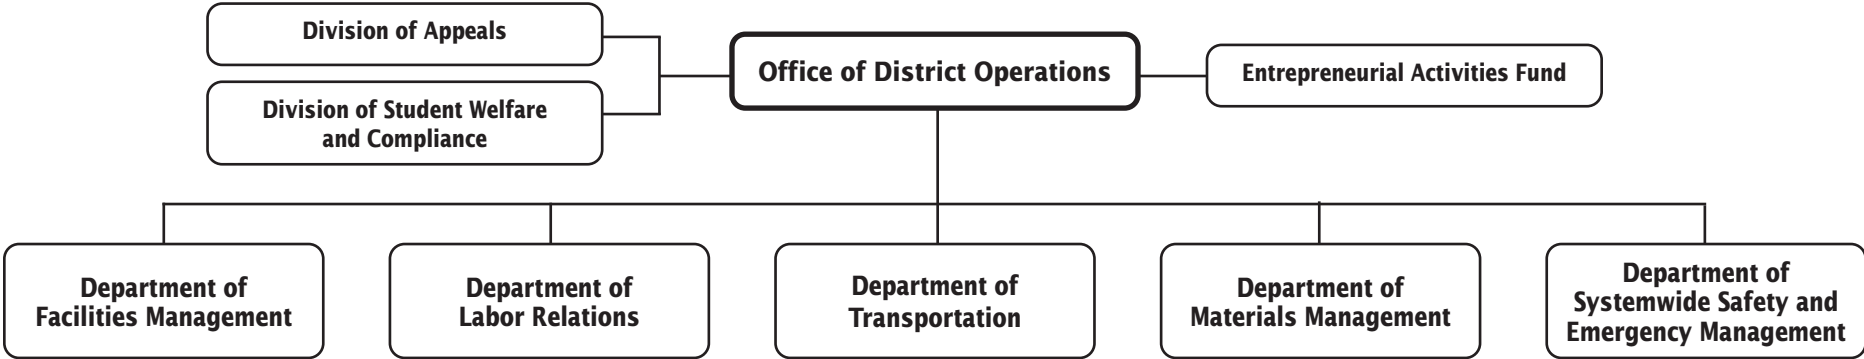 Division of Appeals
Division of Student Welfare
and Compliance
Office of District Operations
Entrepreneurial Activities Fund
Department of
Facilities Management
Department of
Labor Relations
Department of
Transportation
Department of
Materials Management
Department of
Systemwide Safety and
Emergency Management